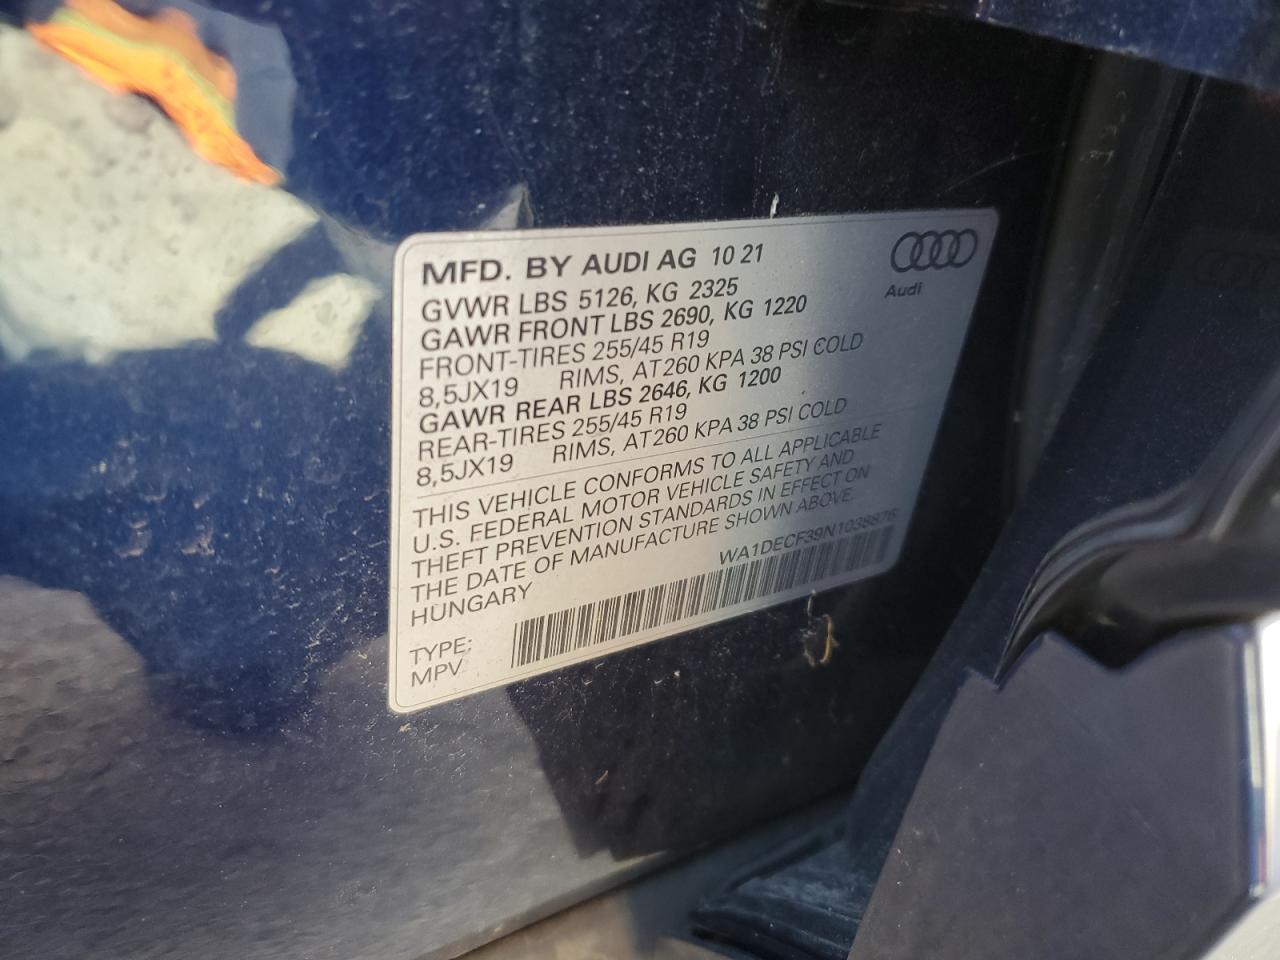 MFD. BY AUDI AG 10 21
Audi
GVWR LBS 5126, KG 2325
GAWR FRONT LBS 2690, KG 1220
FRONT-TIRES 255/45 R19
8,5JX19 RIMS, AT260 KPA 38 PSI COLD
GAWR REAR LBS 2646, KG 1200
REAR-TIRES 255/45 R19
8,5JX19 RIMS, AT260 KPA 38 PSI COLD
THIS VEHICLE CONFORMS TO ALL APPLICABLE
U.S. FEDERAL MOTOR VEHICLE SAFETY AND
THEFT PREVENTION STANDARDS IN EFFECT ON
THE DATE OF MANUFACTURE SHOWN ABOVE.
HUNGARY
WA1DECF39N1038876
TYPE:
MPV